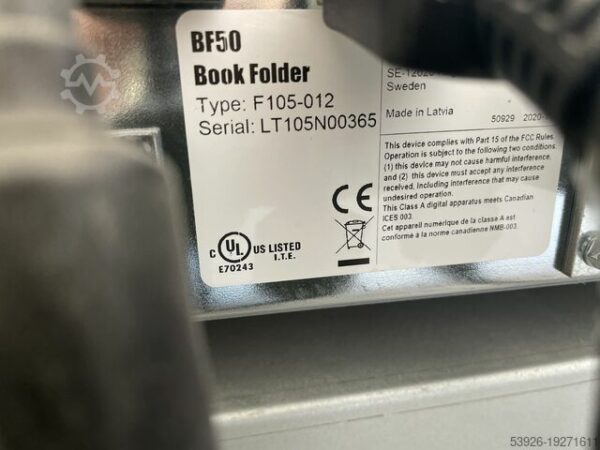 BF50
Book Folder
Type: F105-012
Serial: LT105N00365
Sweden
Made in Latvia
50929 2020-
This device complies with Part 15 of the FCC Rules.
Operation is subject to the following two conditions:
(1) this device may not cause harmful interference,
and (2) this device must accept any interference
received, including interference that may cause
undesired operation.
This Class A digital apparatus meets Canadian
ICES 003.
Cet appareil numérique de la classe A est
conforme à la norme canadienne NMB-003.
CE
C UL US LISTED
I.T.E.
E70243
53926-19271611